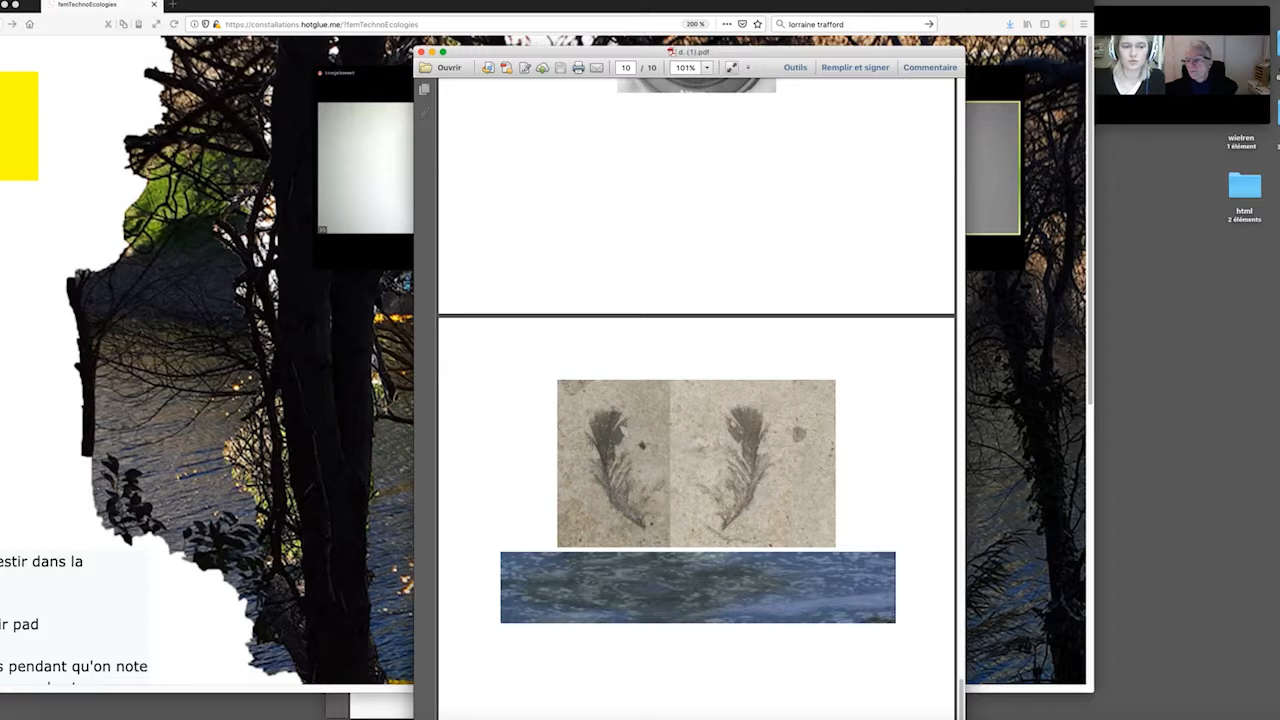 femTechnoEcologies
https://constallations.hotglue.me/?femTechnoEcologies
200 %
lorraine trafford
d. (1).pdf
Ouvrir
10 / 10
101%
Outils
Remplir et signer
Commentaire
wielren
1 élément
html
2 éléments
estir dans la
ir pad
s pendant qu'on note